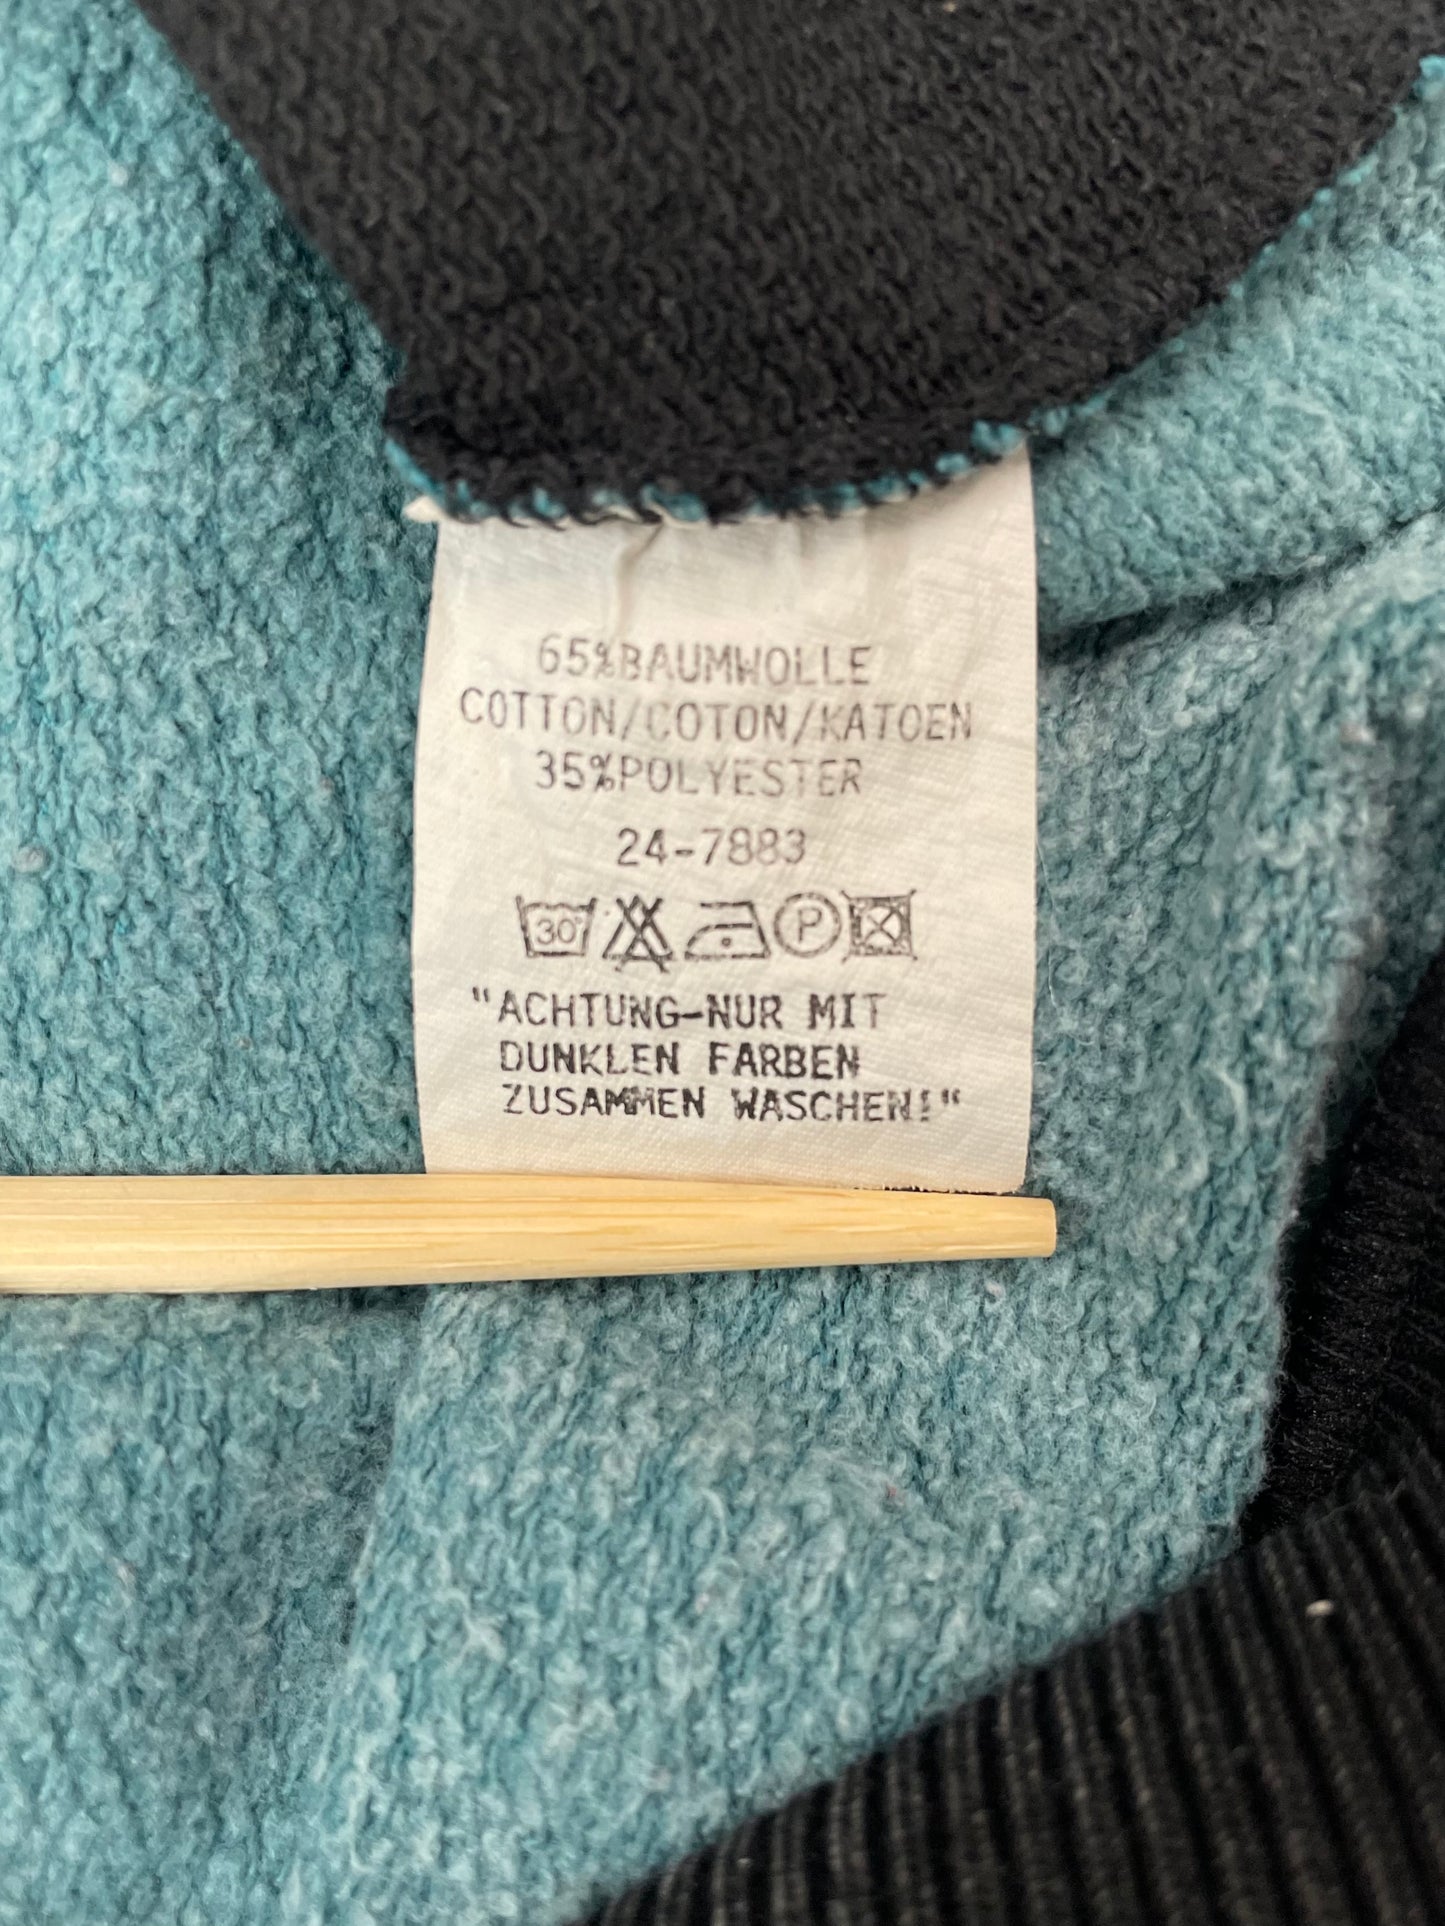 65%BAUMWOLLE
COTTON/COTON/KATOEN
35%POLYESTER
24-7883
30° P
"ACHTUNG-NUR MIT
DUNKLEN FARBEN
ZUSAMMEN WASCHEN!"